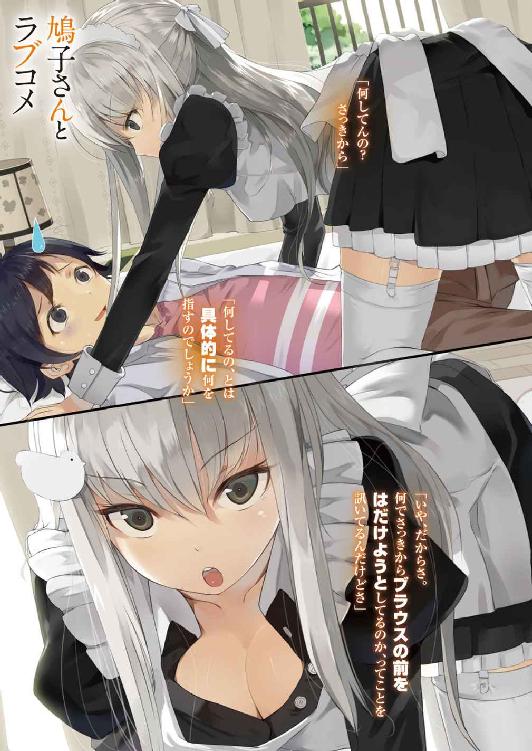 鳩子さんと
ラブコメ
「何してんの？
さっきから」
「何してるの、とは
具体的に何を
指すのでしょうか」
「いや、だからさ。
何でさっきからブラウスの前を
はだけようとしてるのか、ってことを
訊いてるんだけどさ」